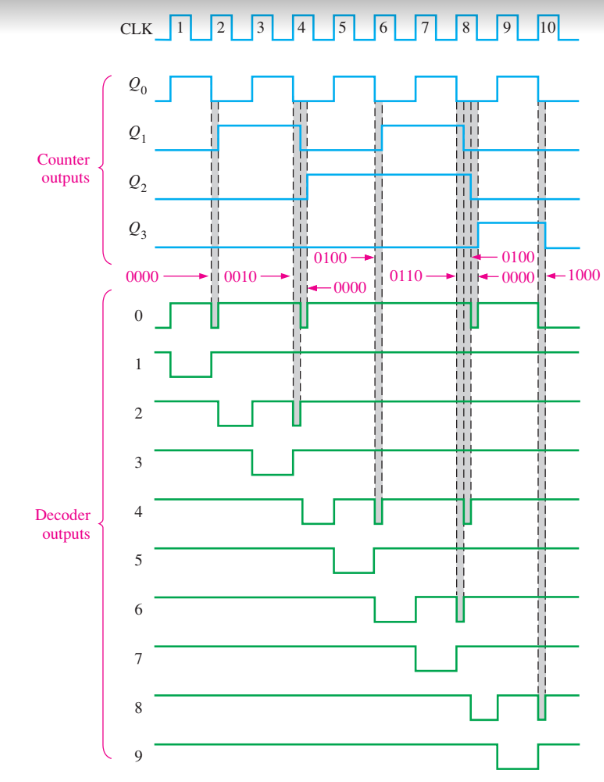 CLK 1 2 3 4 5 6 7 8 9 10
Q0
Q1
Counter
outputs
Q2
Q3
0100 0100
0000 0010 0110 0000 1000
0000
0
1
2
3
4
Decoder
outputs
5
6
7
8
9